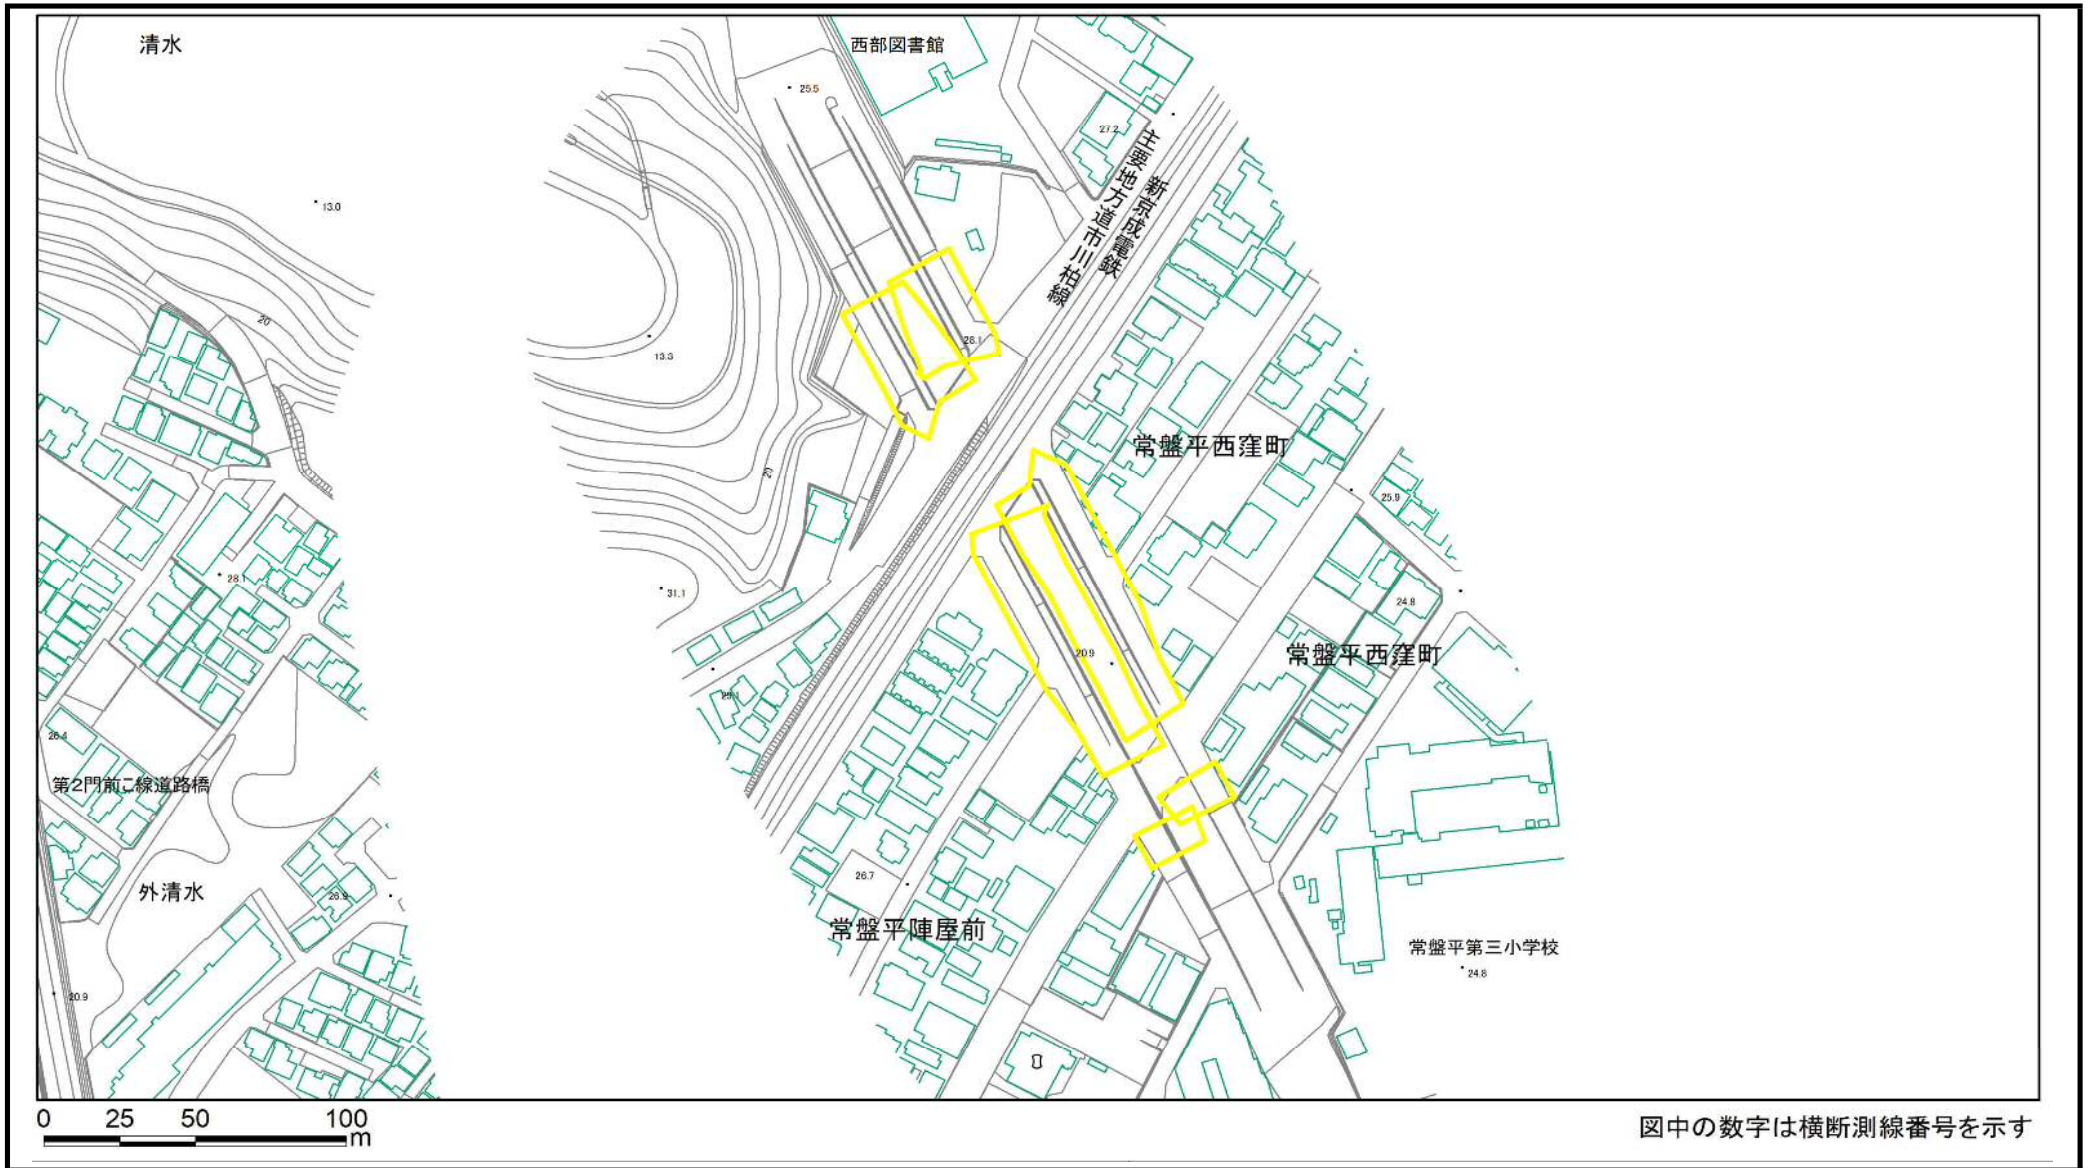 清水
西部図書館
25.5
27.2
主要地方道市川柏線
新京成電鉄
13.0
20
13.3
28.1
20
常盤平西窪町
25.9
28.1
31.1
24.8
常盤平西窪町
20.9
26.4
第2門前こ線道路橋
外清水
26.9
26.7
常盤平陣屋前
常盤平第三小学校
24.8
20.9
0 25 50 100
m
図中の数字は横断測線番号を示す